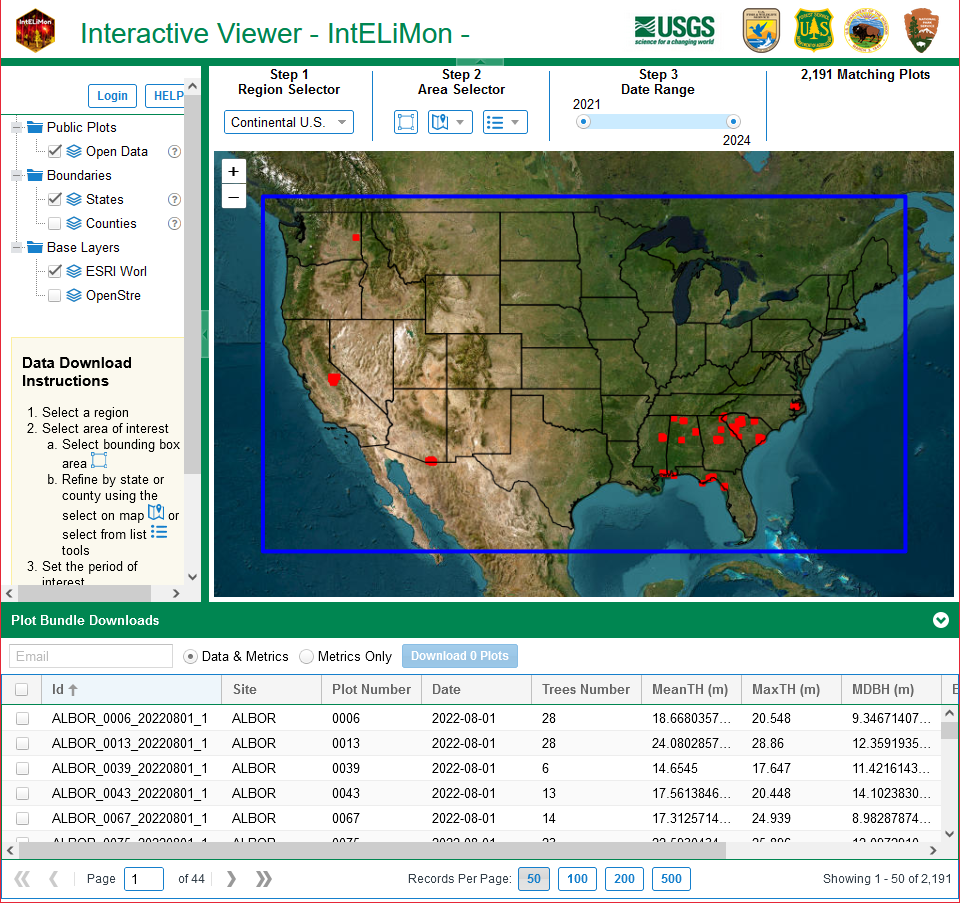 IntELiMon
Interactive Viewer - IntELiMon -
USGS
science for a changing world
Login
HELP
Public Plots
Open Data
?
Boundaries
States
?
Counties
?
Base Layers
ESRI Worl
OpenStre
Data Download
Instructions
1. Select a region
2. Select area of interest
a. Select bounding box
area
b. Refine by state or
county using the
select on map or
select from list
tools
3. Set the period of
interest
Step 1
Region Selector
Continental U.S.
Step 2
Area Selector
Step 3
Date Range
2021
2024
2,191 Matching Plots
+
−
Plot Bundle Downloads
Email
Data & Metrics
Metrics Only
Download 0 Plots
Id Site Plot Number Date Trees Number MeanTH (m) MaxTH (m) MDBH (m)
ALBOR_0006_20220801_1 ALBOR 0006 2022-08-01 28 18.6680357... 20.548 9.34671407...
ALBOR_0013_20220801_1 ALBOR 0013 2022-08-01 28 24.0802857... 28.86 12.3591935...
ALBOR_0039_20220801_1 ALBOR 0039 2022-08-01 6 14.6545 17.647 11.4216143...
ALBOR_0043_20220801_1 ALBOR 0043 2022-08-01 13 17.5613846... 20.448 14.1023830...
ALBOR_0067_20220801_1 ALBOR 0067 2022-08-01 14 17.3125714... 24.939 8.98287874...
ALBOR_0075_20220801_1 ALBOR 0075 2022-08-01
Page 1 of 44
Records Per Page: 50 100 200 500
Showing 1 - 50 of 2,191